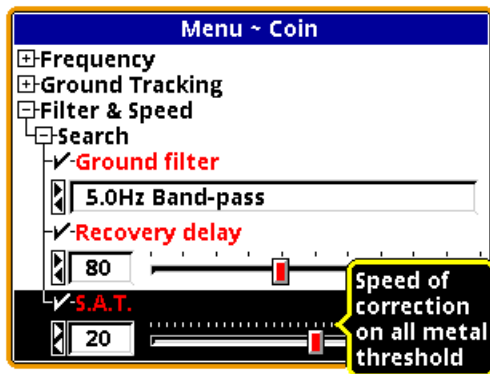 Menu ~ Coin
Frequency
Ground Tracking
Filter & Speed
Search
Ground filter
5.0Hz Band-pass
Recovery delay
80
S.A.T.
20
Speed of
correction
on all metal
threshold